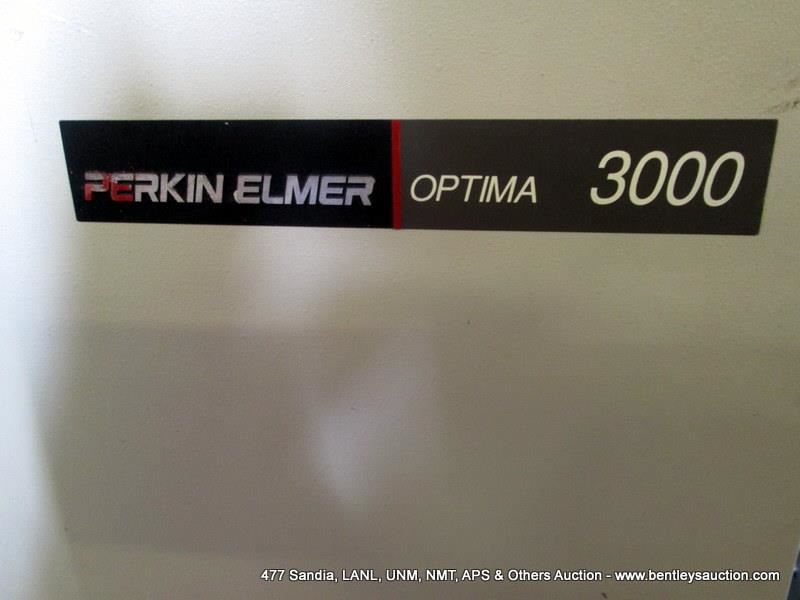 PERKIN ELMER OPTIMA 3000
477 Sandia, LANL, UNM, NMT, APS & Others Auction - www.bentleysauction.com